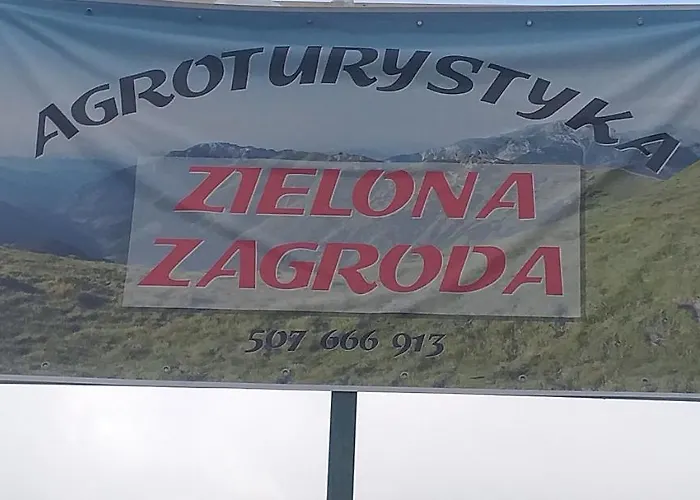 AGROTURYSTYKA
ZIELONA
ZAGRODA
507 666 913